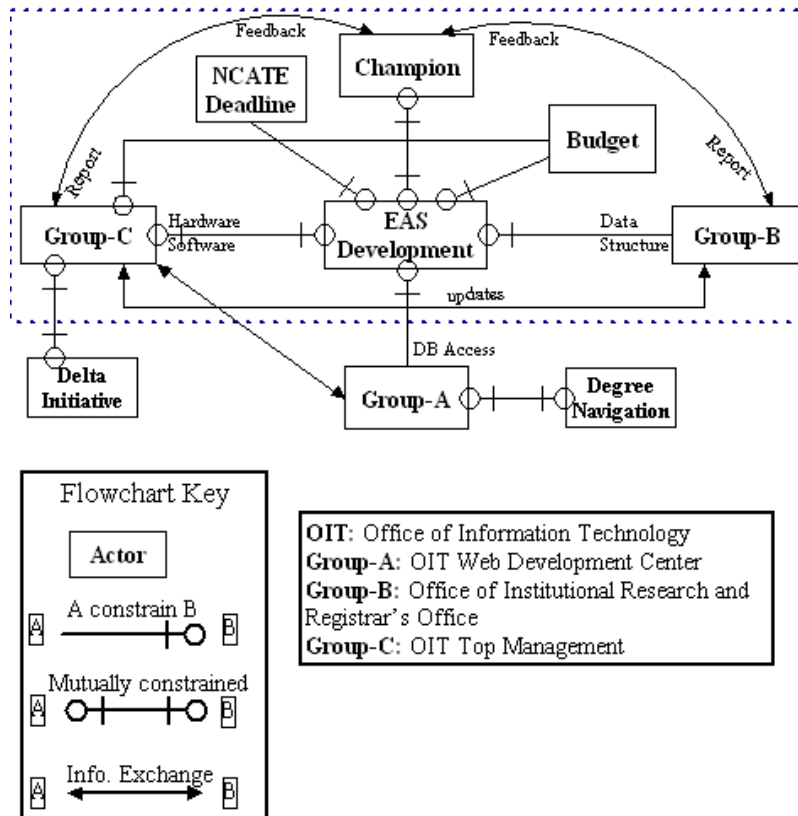 Feedback
Feedback
Champion
NCATE
Deadline
Budget
Report
Report
Group-C
Hardware
Software
EAS
Development
Data
Structure
Group-B
updates
DB Access
Delta
Initiative
Group-A
Degree
Navigation
Flowchart Key
Actor
A constrain B
A
B
Mutually constrained
A
B
Info. Exchange
A
B
OIT: Office of Information Technology
Group-A: OIT Web Development Center
Group-B: Office of Institutional Research and
Registrar's Office
Group-C: OIT Top Management